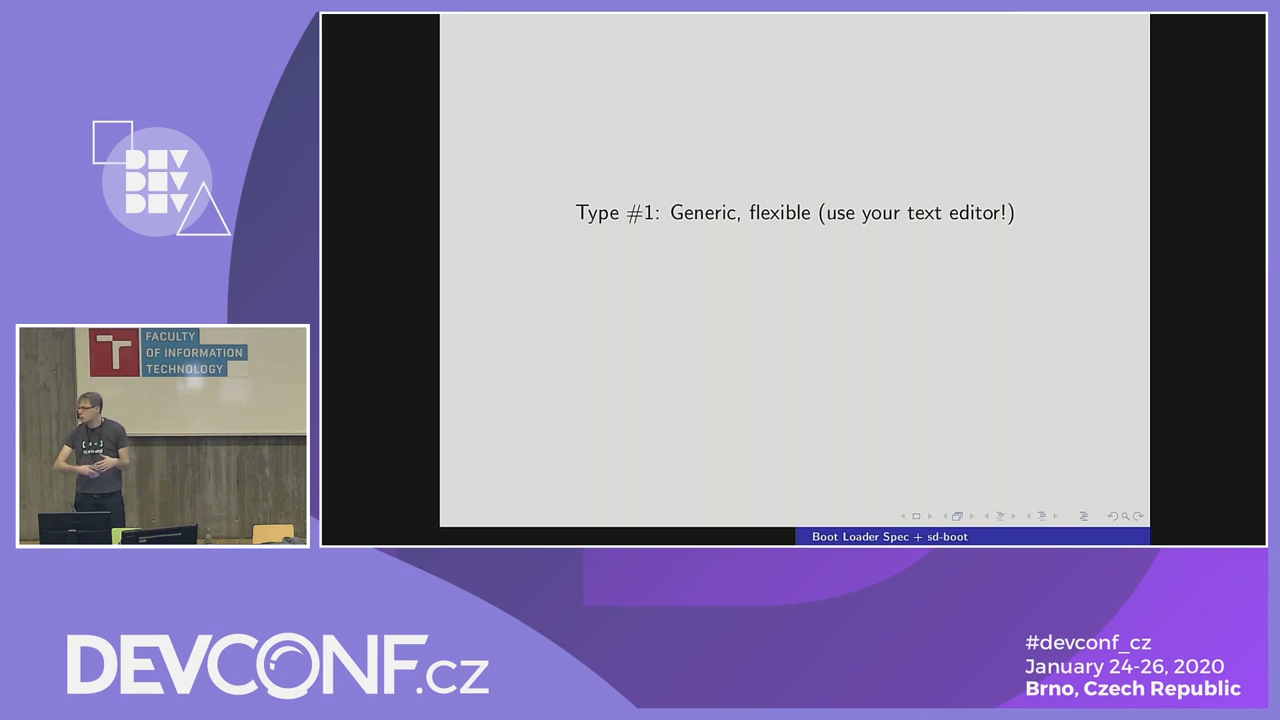 DEV
DEV
DEV
Type #1: Generic, flexible (use your text editor!)
Boot Loader Spec + sd-boot
FACULTY
OF INFORMATION
TECHNOLOGY
DEVCONF.cz
#devconf_cz
January 24-26, 2020
Brno, Czech Republic